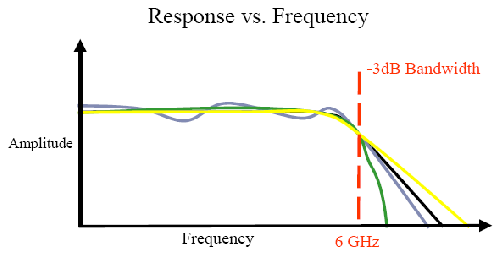 Response vs. Frequency
-3dB Bandwidth
Amplitude
Frequency
6 GHz